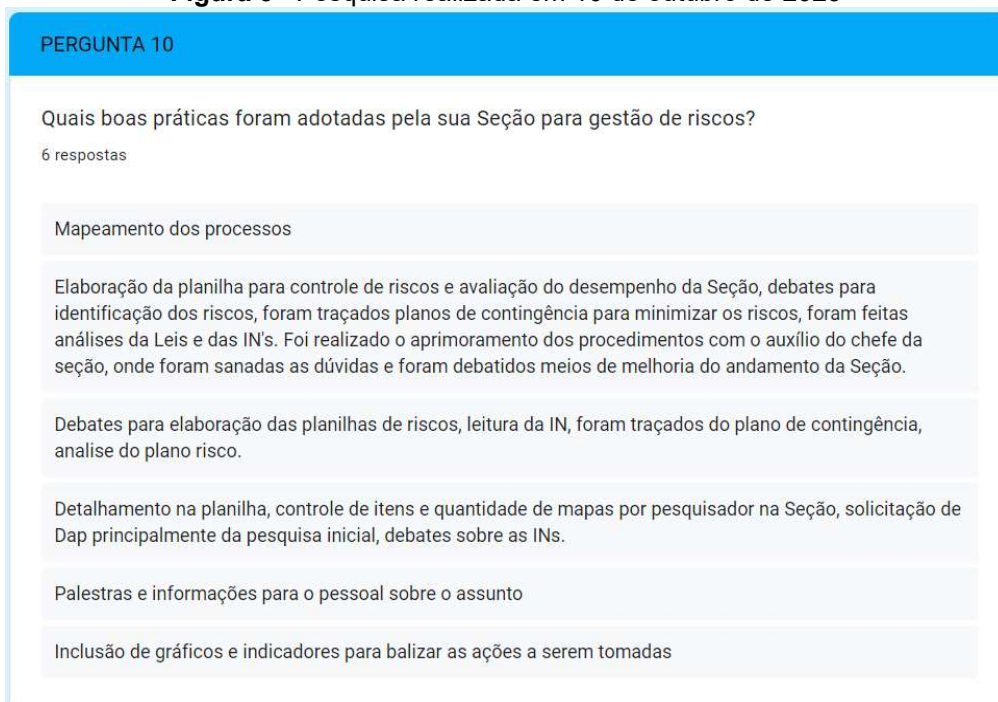 PERGUNTA 10
Quais boas práticas foram adotadas pela sua Seção para gestão de riscos?
6 respostas
Mapeamento dos processos
Elaboração da planilha para controle de riscos e avaliação do desempenho da Seção, debates para
identificação dos riscos, foram traçados planos de contingência para minimizar os riscos, foram feitas
análises da Leis e das IN's. Foi realizado o aprimoramento dos procedimentos com o auxílio do chefe da
seção, onde foram sanadas as dúvidas e foram debatidos meios de melhoria do andamento da Seção.
Debates para elaboração das planilhas de riscos, leitura da IN, foram traçados do plano de contingência,
analise do plano risco.
Detalhamento na planilha, controle de itens e quantidade de mapas por pesquisador na Seção, solicitação de
Dap principalmente da pesquisa inicial, debates sobre as INs.
Palestras e informações para o pessoal sobre o assunto
Inclusão de gráficos e indicadores para balizar as ações a serem tomadas